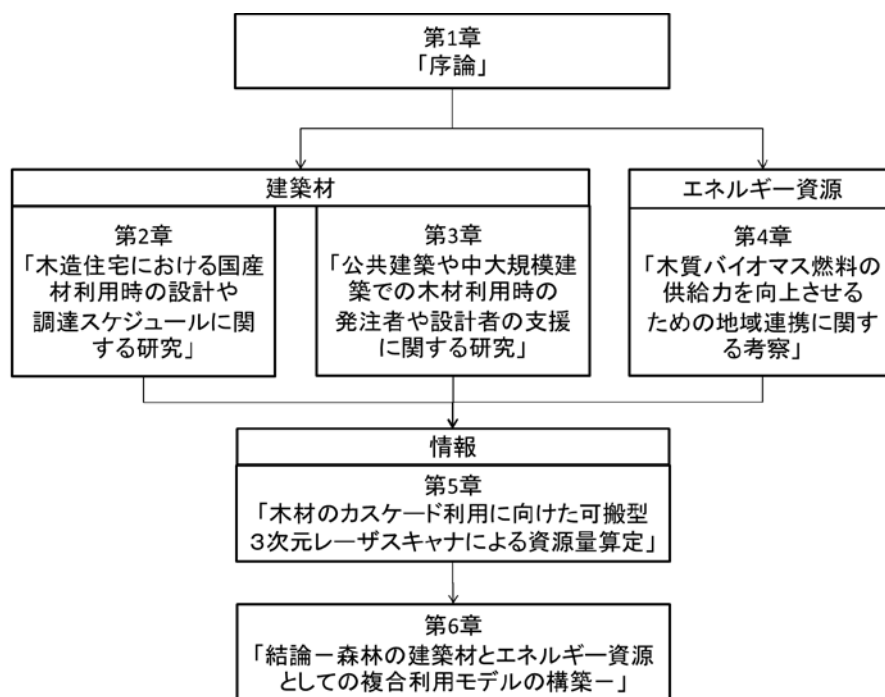 第1章
「序論」
建築材
第2章
「木造住宅における国産
材利用時の設計や
調達スケジュールに関
する研究」
第3章
「公共建築や中大規模建
築での木材利用時の
発注者や設計者の支援
に関する研究」
エネルギー資源
第4章
「木質バイオマス燃料の
供給力を向上させる
ための地域連携に関す
る考察」
情報
第5章
「木材のカスケード利用に向けた可搬型
３次元レーザスキャナによる資源量算定」
第6章
「結論－森林の建築材とエネルギー資源
としての複合利用モデルの構築－」